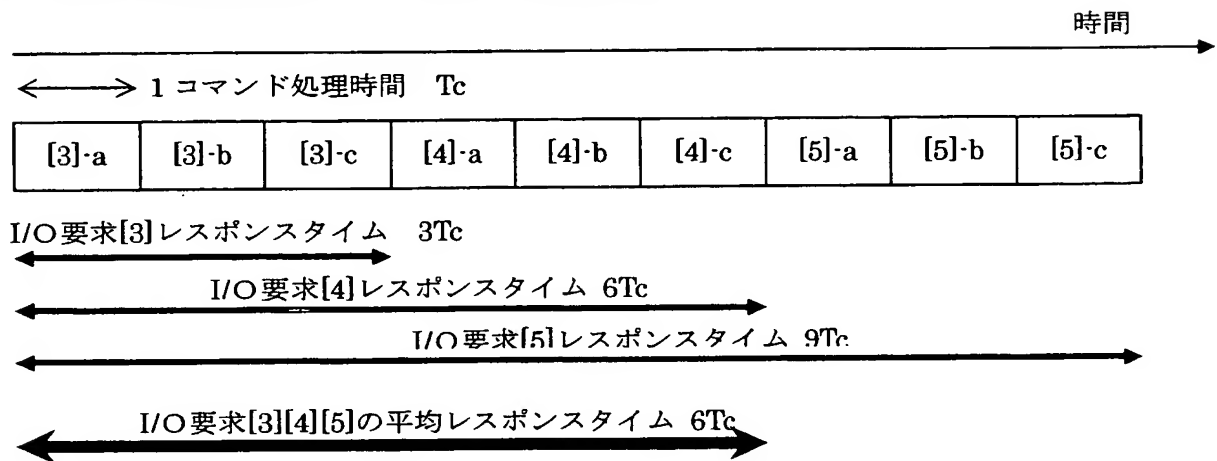 時間
1コマンド処理時間 Tc
[3]-a [3]-b [3]-c [4]-a [4]-b [4]-c [5]-a [5]-b [5]-c
I/O要求[3]レスポンスタイム 3Tc
I/O要求[4]レスポンスタイム 6Tc
I/O要求[5]レスポンスタイム 9Tc
I/O要求[3][4][5]の平均レスポンスタイム 6Tc